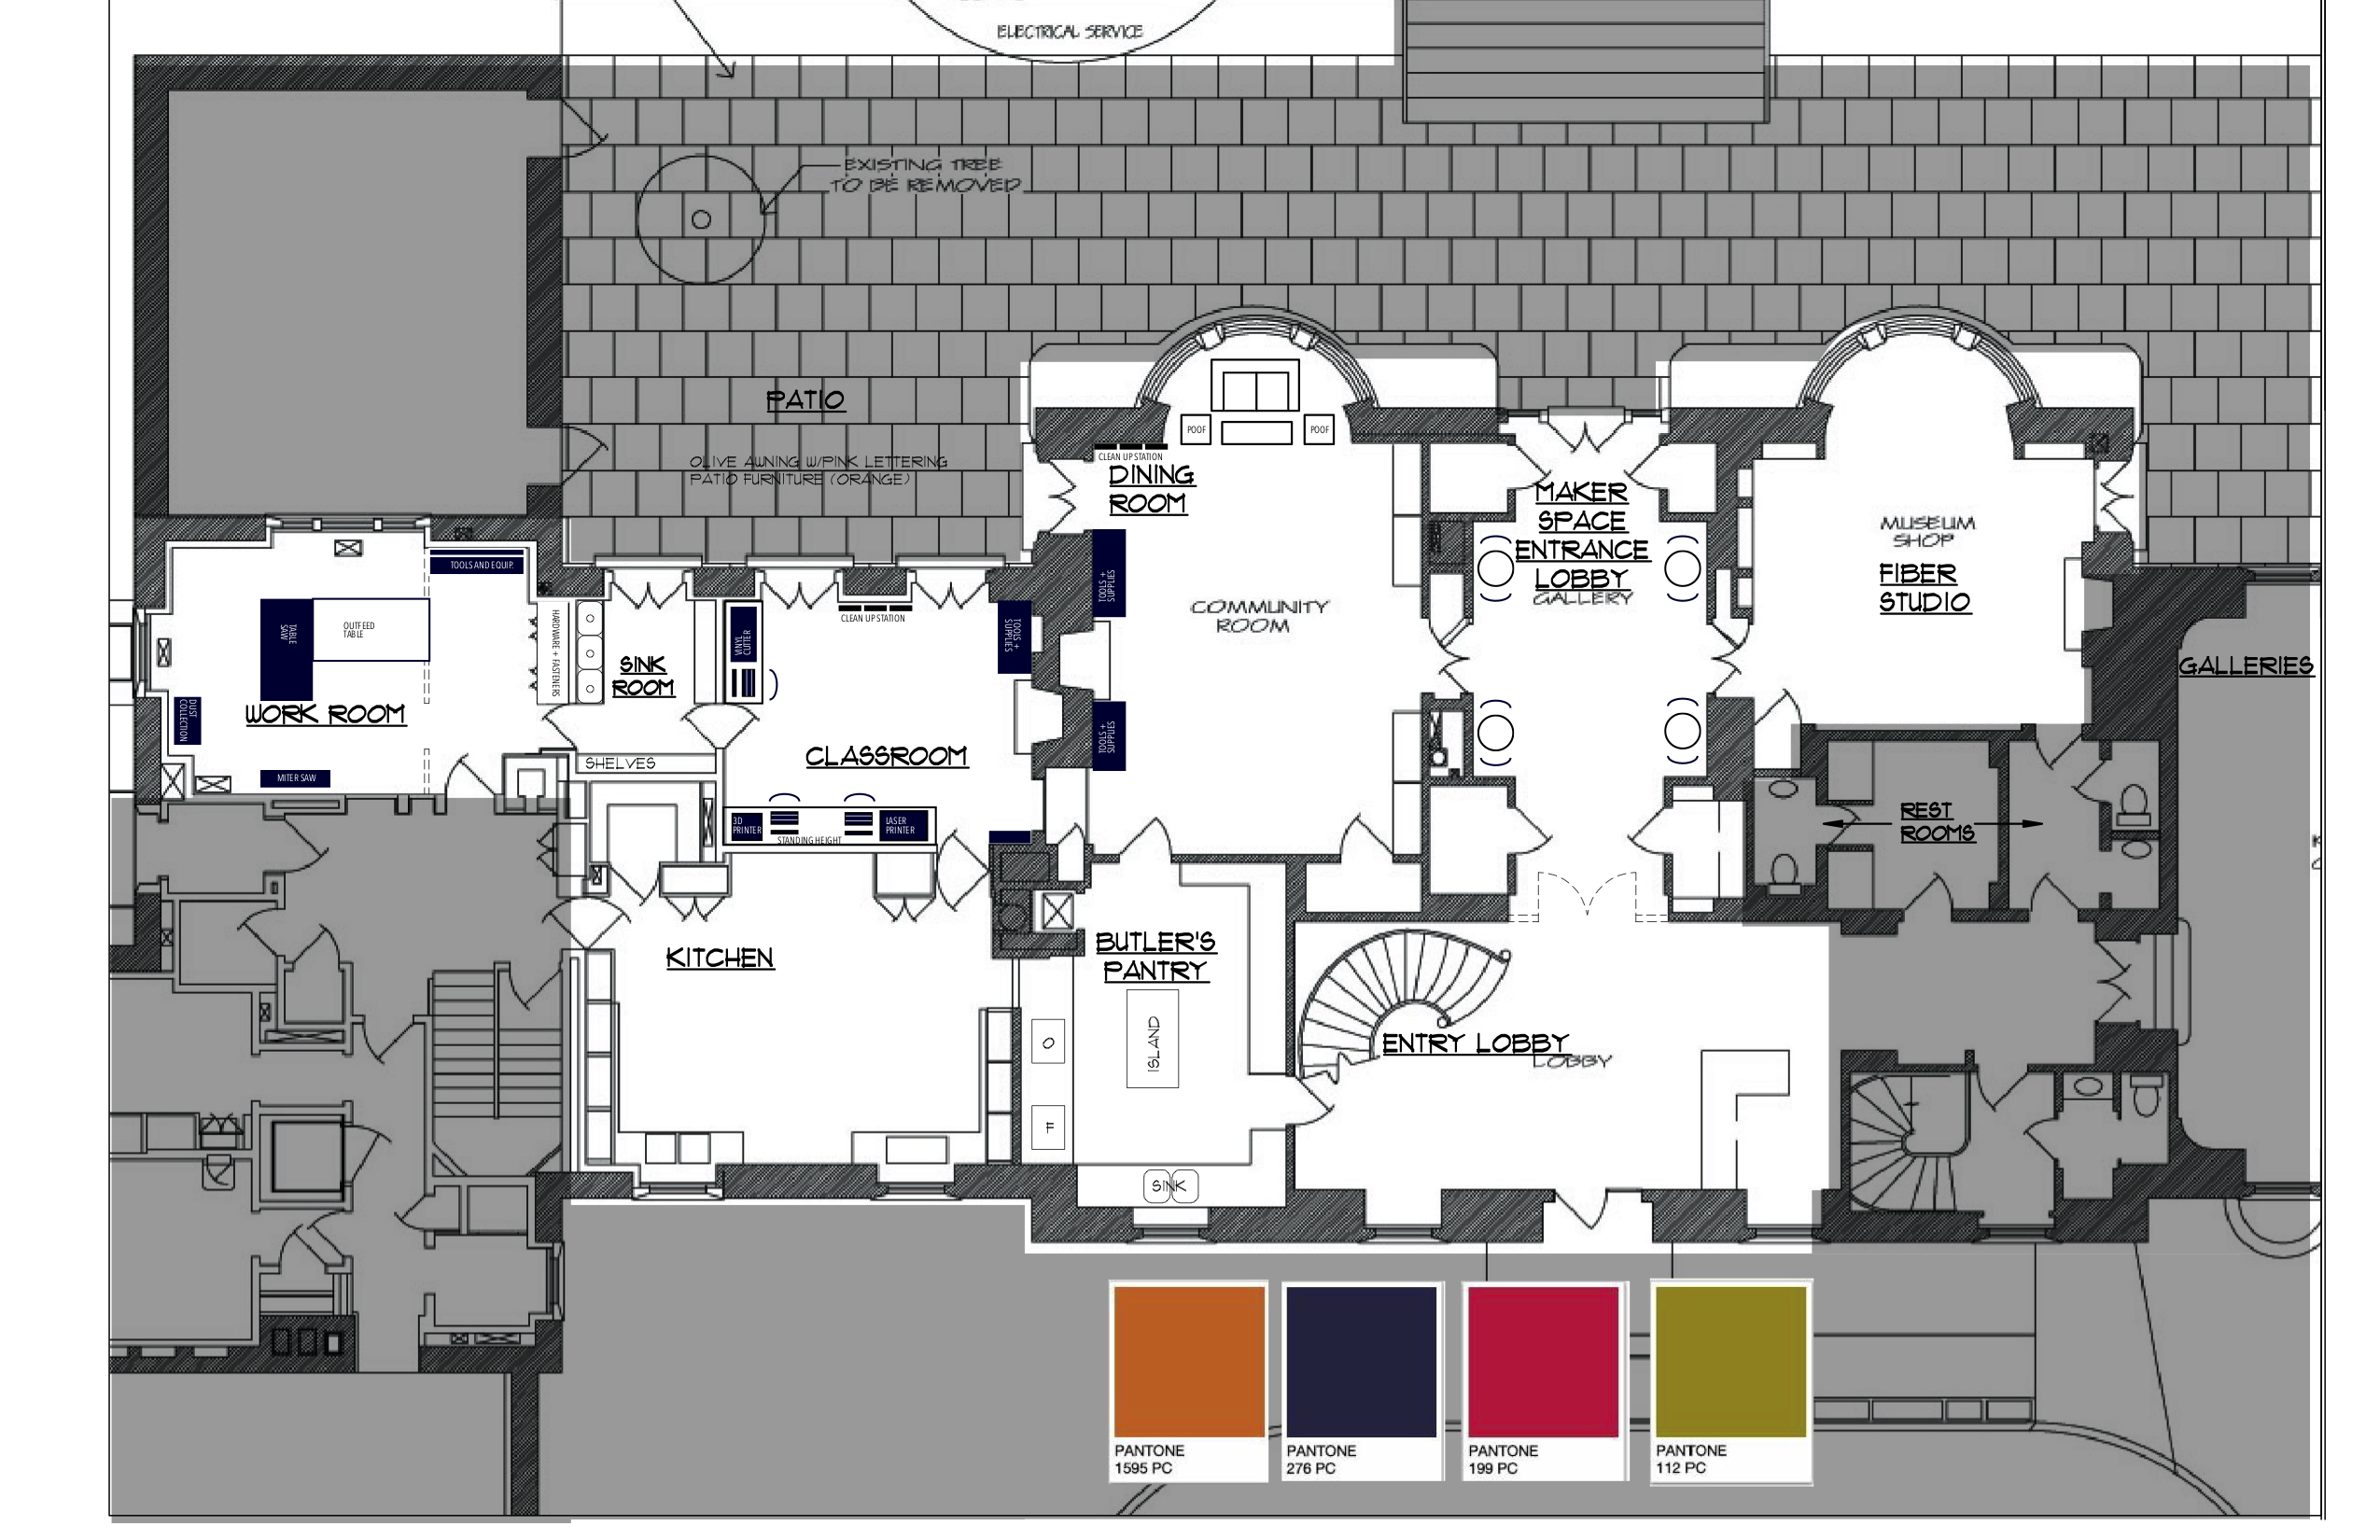 ELECTRICAL SERVICE
EXISTING TREE
TO BE REMOVED
PATIO
OLIVE AWNING W/PINK LETTERING
PATIO FURNITURE (ORANGE)
POOF
POOF
CLEAN UP STATION
DINING
ROOM
MAKER
SPACE
ENTRANCE
LOBBY
GALLERY
MUSEUM
SHOP
FIBER
STUDIO
TOOLS AND EQUIP.
TABLE
SAW
OUTFEED
TABLE
HARDWARE + FASTENERS
SINK
ROOM
VINYL
CUTTER
CLEAN UP STATION
TOOLS +
SUPPLIES
TOOLS +
SUPPLIES
COMMUNITY
ROOM
GALLERIES
DUST
COLLECTION
WORK ROOM
TOOLS +
SUPPLIES
SHELVES
CLASSROOM
MITER SAW
3D
PRINTER
LASER
PRINTER
STANDING HEIGHT
REST
ROOMS
KITCHEN
BUTLER'S
PANTRY
ISLAND
O
F
ENTRY LOBBY
LOBBY
SINK
PANTONE
1595 PC
PANTONE
276 PC
PANTONE
199 PC
PANTONE
112 PC